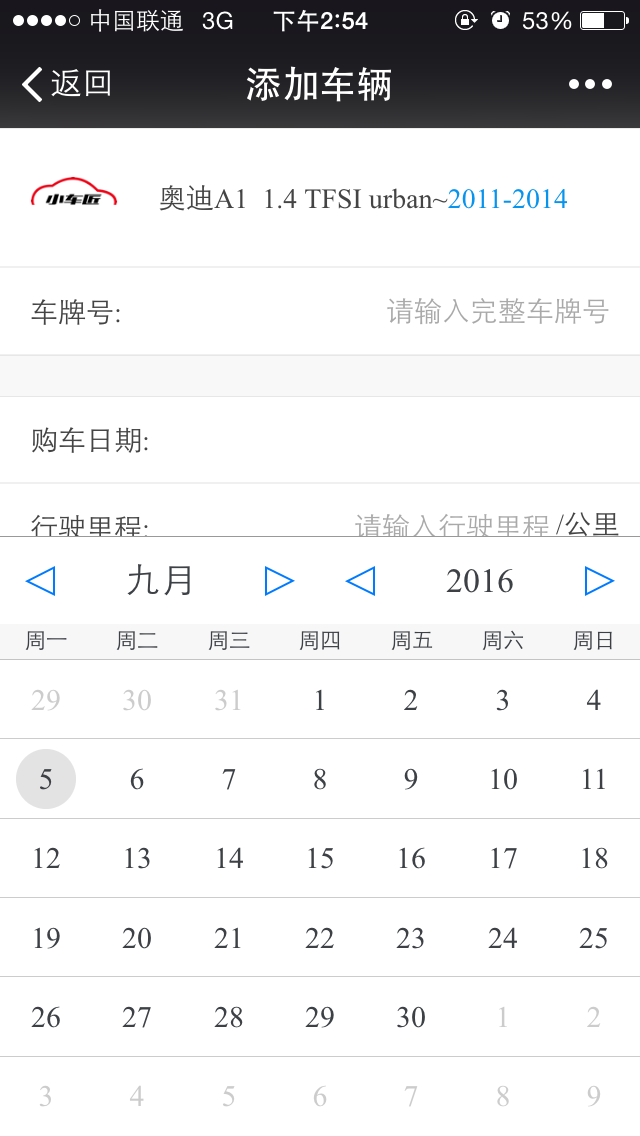 中国联通 3G 下午2:54 53%
返回 添加车辆
小车匠 奥迪A1 1.4 TFSI urban~2011-2014
车牌号: 请输入完整车牌号
购车日期:
行驶里程: 请输入行驶里程 /公里
九月 2016
周一 周二 周三 周四 周五 周六 周日
29 30 31 1 2 3 4
5 6 7 8 9 10 11
12 13 14 15 16 17 18
19 20 21 22 23 24 25
26 27 28 29 30 1 2
3 4 5 6 7 8 9